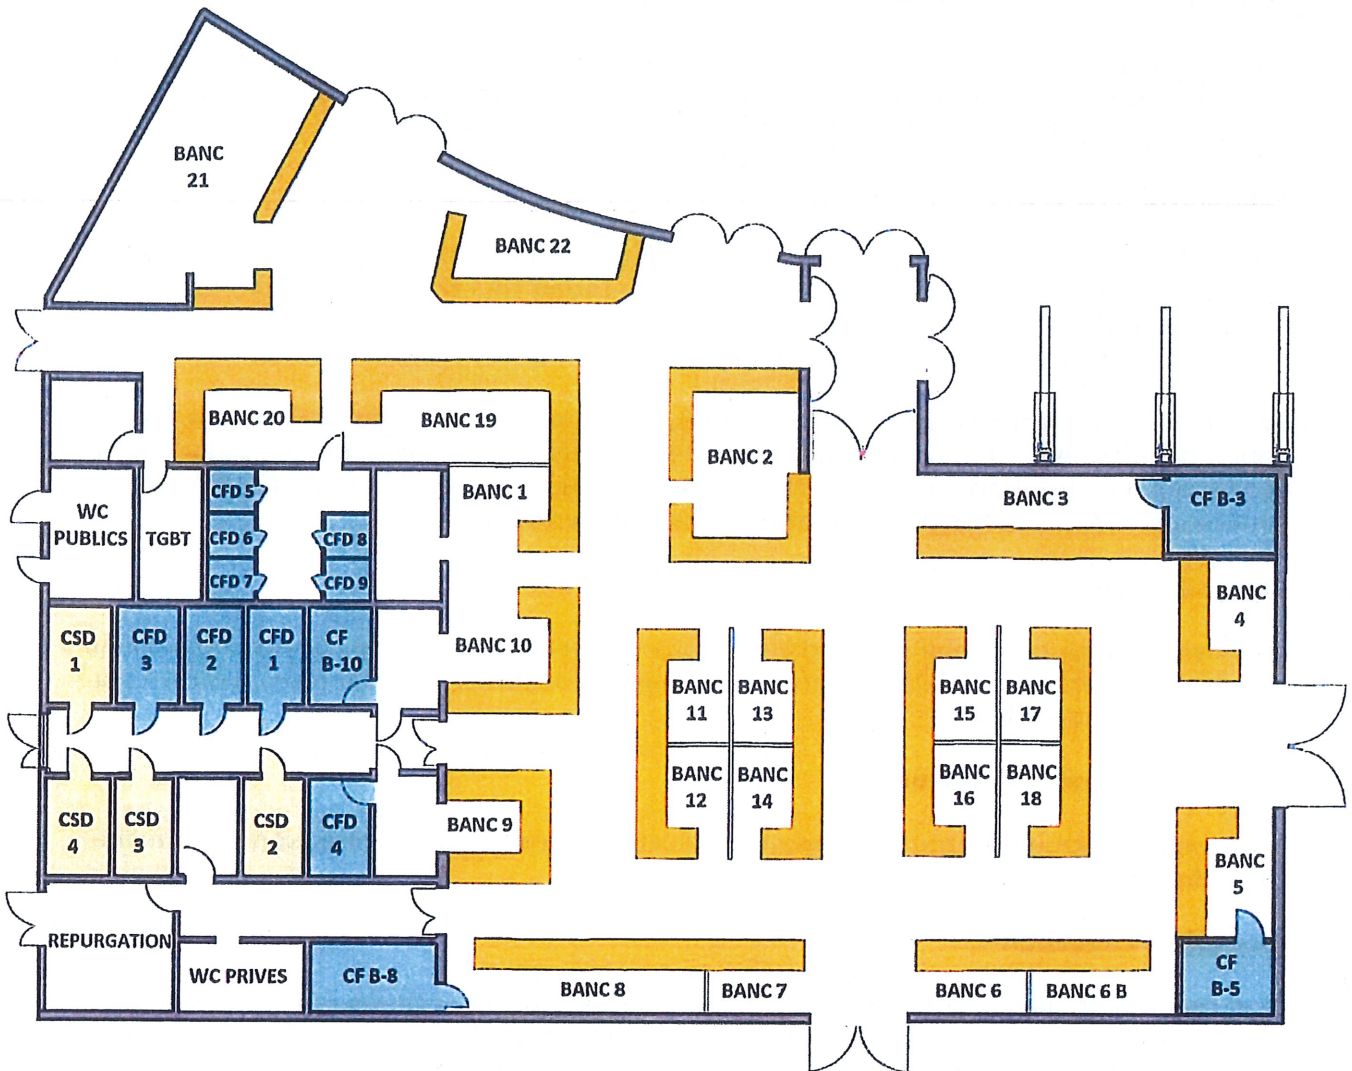 BANC
21
BANC 22
BANC 20
BANC 19
BANC 2
BANC 1
BANC 3
CF B-3
WC
PUBLICS
TGBT
CFD 5
CFD 6
CFD 7
CFD 8
CFD 9
BANC
4
CSD
1
CFD
3
CFD
2
CFD
1
CF
B-10
BANC 10
BANC
11
BANC
13
BANC
12
BANC
14
BANC
15
BANC
17
BANC
16
BANC
18
CSD
4
CSD
3
CSD
2
CFD
4
BANC 9
BANC
5
REPURGATION
WC PRIVES
CF B-8
BANC 8
BANC 7
BANC 6
BANC 6 B
CF
B-5